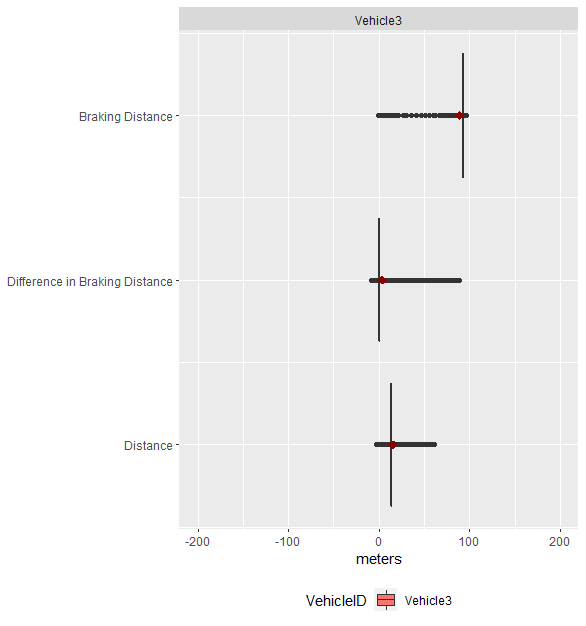 Vehicle3
Braking Distance
Difference in Braking Distance
Distance
-200 -100 0 100 200
meters
VehicleID Vehicle3